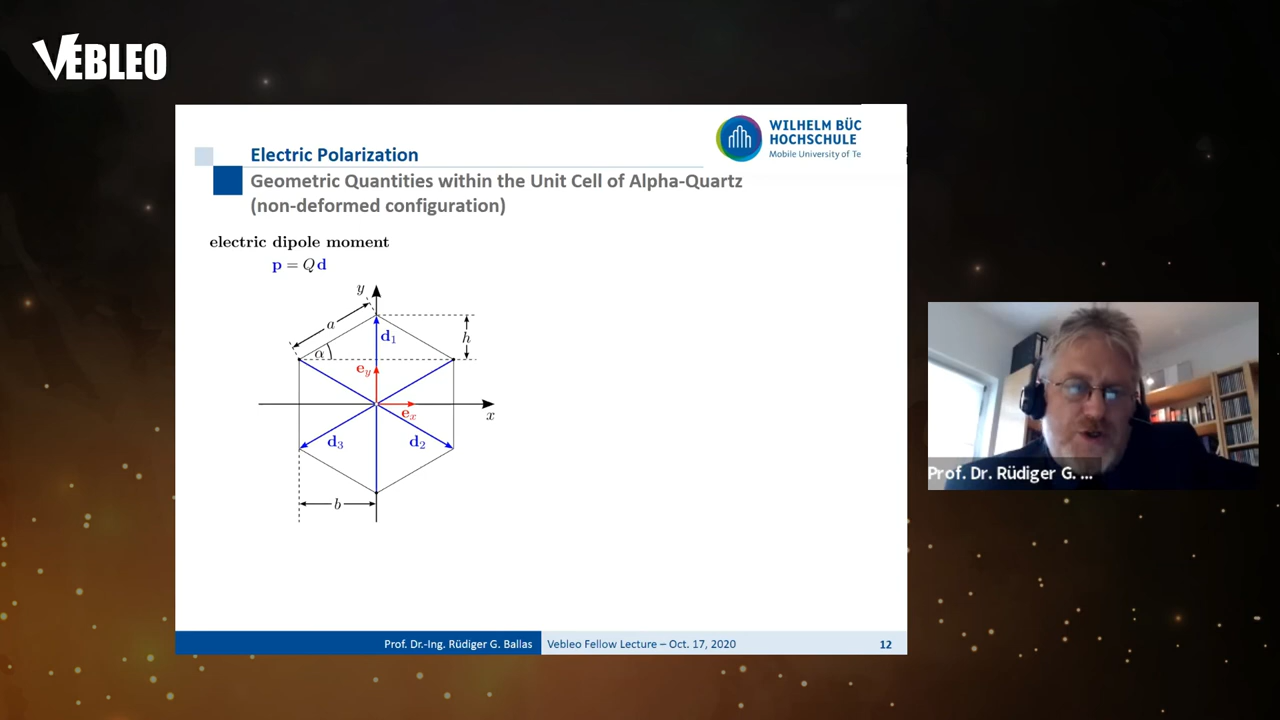 VEBLEO
WILHELM BÜC
HOCHSCHULE
Mobile University of Te
Electric Polarization
Geometric Quantities within the Unit Cell of Alpha-Quartz
(non-deformed configuration)
electric dipole moment
p = Qd
y
a
α
d₁
h
e_y
e_x
x
d₃
d₂
b
Prof. Dr. Rüdiger G. ...
Prof. Dr.-Ing. Rüdiger G. Ballas
Vebleo Fellow Lecture – Oct. 17, 2020
12